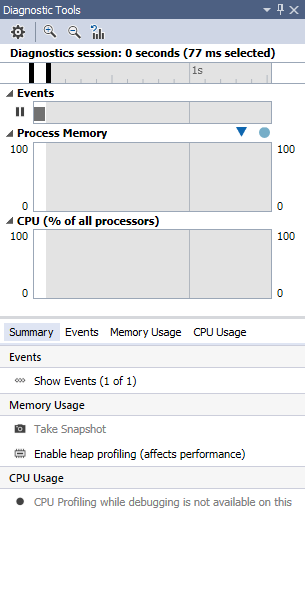 Diagnostic Tools
Diagnostics session: 0 seconds (77 ms selected)
1s
Events
Process Memory
100 100
0 0
CPU (% of all processors)
100 100
0 0
Summary Events Memory Usage CPU Usage
Events
Show Events (1 of 1)
Memory Usage
Take Snapshot
Enable heap profiling (affects performance)
CPU Usage
CPU Profiling while debugging is not available on this